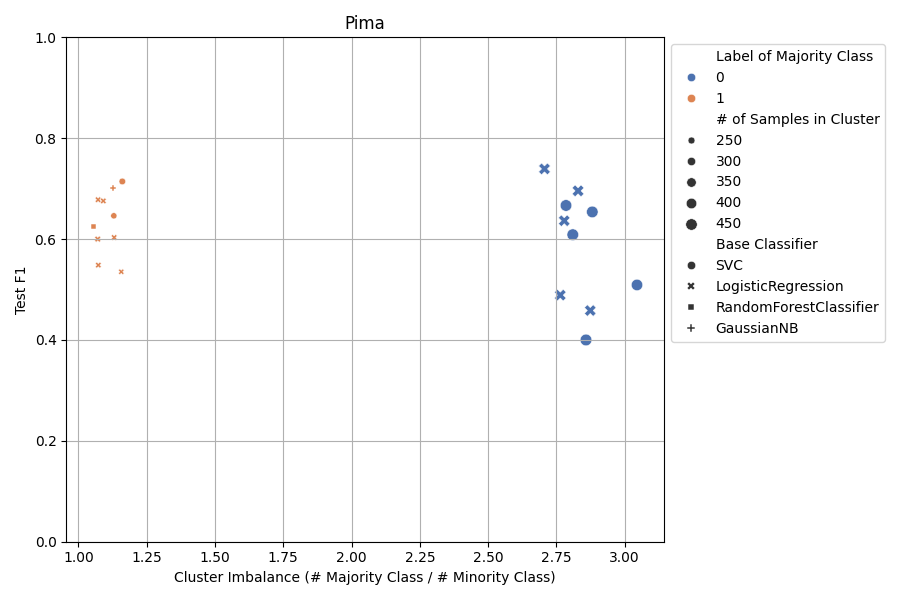 Pima
1.0
0.8
0.6
0.4
0.2
0.0
Test F1
1.00
1.25
1.50
1.75
2.00
2.25
2.50
2.75
3.00
Cluster Imbalance (# Majority Class / # Minority Class)
Label of Majority Class
0
1
# of Samples in Cluster
250
300
350
400
450
Base Classifier
SVC
LogisticRegression
RandomForestClassifier
GaussianNB